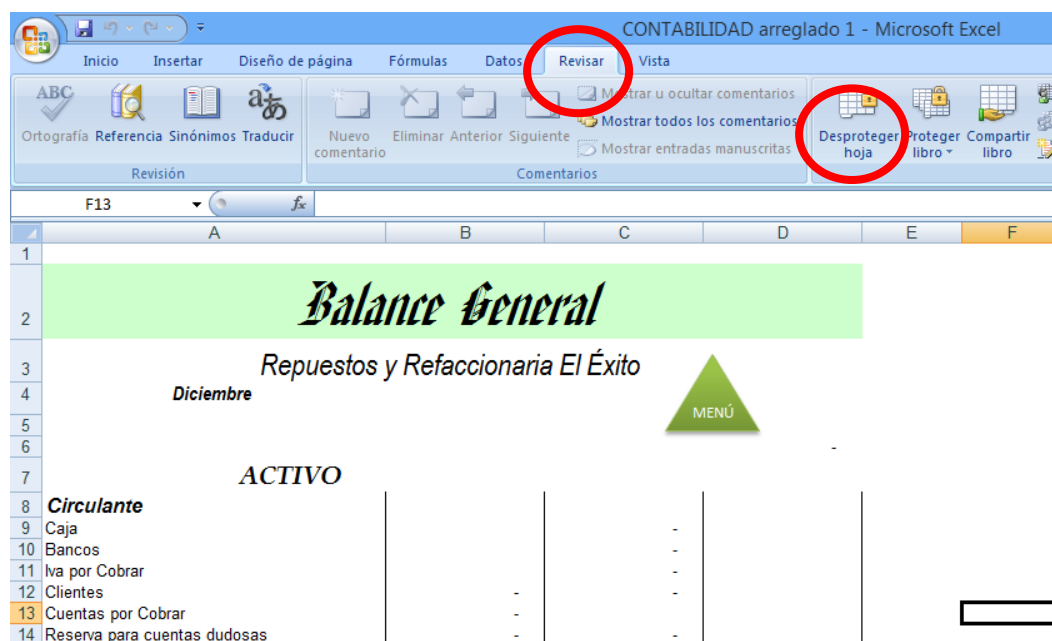 CONTABILIDAD arreglado 1 - Microsoft Excel
Inicio Insertar Diseño de página Fórmulas Datos Revisar Vista
ABC
Ortografía Referencia Sinónimos Traducir
Revisión
Nuevo comentario Eliminar Anterior Siguiente
Mostrar u ocultar comentarios
Mostrar todos los comentarios
Mostrar entradas manuscritas
Comentarios
Desproteger hoja
Proteger libro
Compartir libro
F13 fx
A B C D E F
1
2 Balance General
3 Repuestos y Refaccionaria El Éxito
4 Diciembre
MENÚ
5
6 -
7 ACTIVO
8 Circulante
9 Caja -
10 Bancos -
11 Iva por Cobrar -
12 Clientes - -
13 Cuentas por Cobrar -
14 Reserva para cuentas dudosas - -